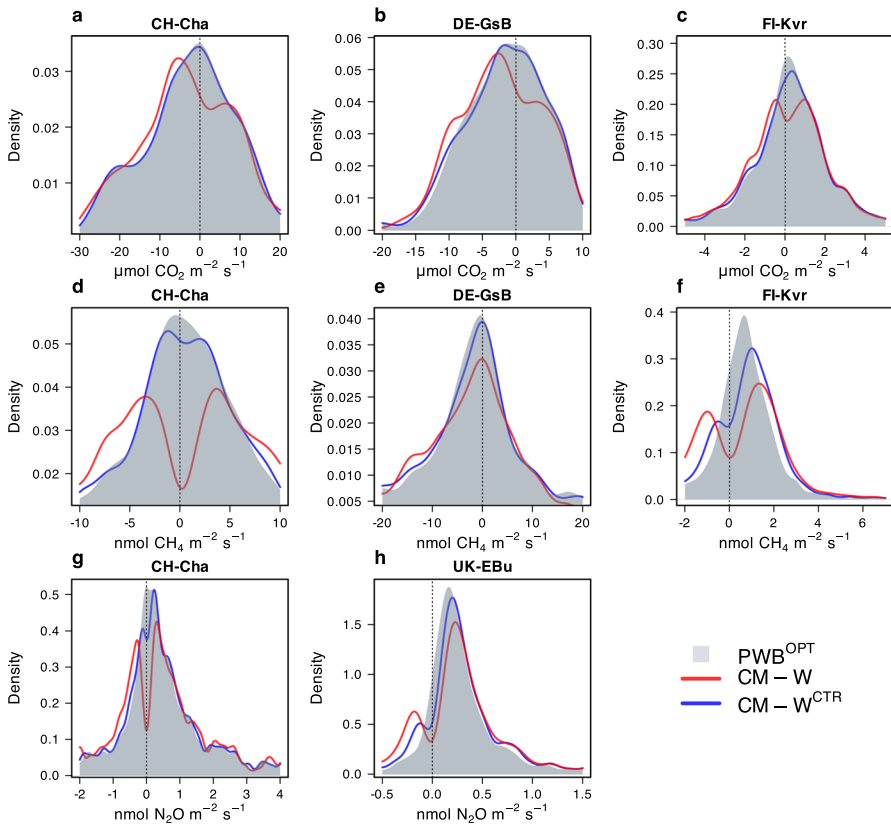 a
CH-Cha
Density
0.03
0.02
0.01
-30 -20 -10 0 10 20
µmol CO₂ m⁻² s⁻¹
b
DE-GsB
Density
0.06
0.05
0.04
0.03
0.02
0.01
0.00
-20 -15 -10 -5 0 5 10
µmol CO₂ m⁻² s⁻¹
c
FI-Kvr
Density
0.30
0.25
0.20
0.15
0.10
0.05
0.00
-4 -2 0 2 4
µmol CO₂ m⁻² s⁻¹
d
CH-Cha
Density
0.05
0.04
0.03
0.02
-10 -5 0 5 10
nmol CH₄ m⁻² s⁻¹
e
DE-GsB
Density
0.040
0.035
0.030
0.025
0.020
0.015
0.010
0.005
-20 -10 0 10 20
nmol CH₄ m⁻² s⁻¹
f
FI-Kvr
Density
0.4
0.3
0.2
0.1
0.0
-2 0 2 4 6
nmol CH₄ m⁻² s⁻¹
g
CH-Cha
Density
0.5
0.4
0.3
0.2
0.1
0.0
-2 -1 0 1 2 3 4
nmol N₂O m⁻² s⁻¹
h
UK-EBu
Density
1.5
1.0
0.5
0.0
-0.5 0.0 0.5 1.0 1.5
nmol N₂O m⁻² s⁻¹
PWB^OPT
CM – W
CM – W^CTR